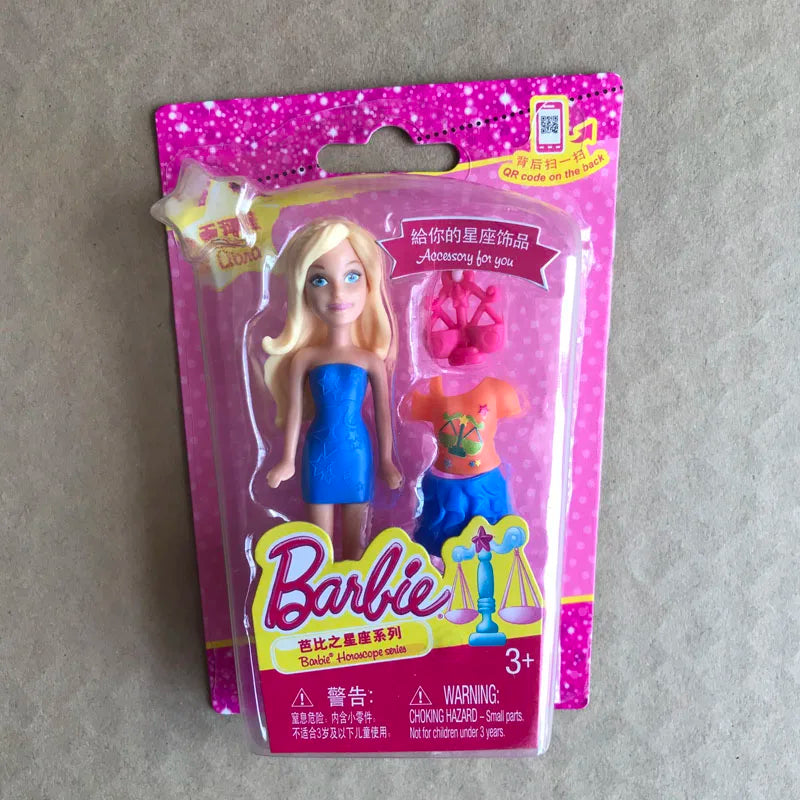 背后扫一扫
QR code on the back
Libra
給你的星座饰品
Accessory for you
Barbie®
芭比之星座系列
Barbie® Horoscope series
3+
警告:
窒息危险,内含小零件,
不适合3岁及以下儿童使用。
WARNING:
CHOKING HAZARD – Small parts.
Not for children under 3 years.